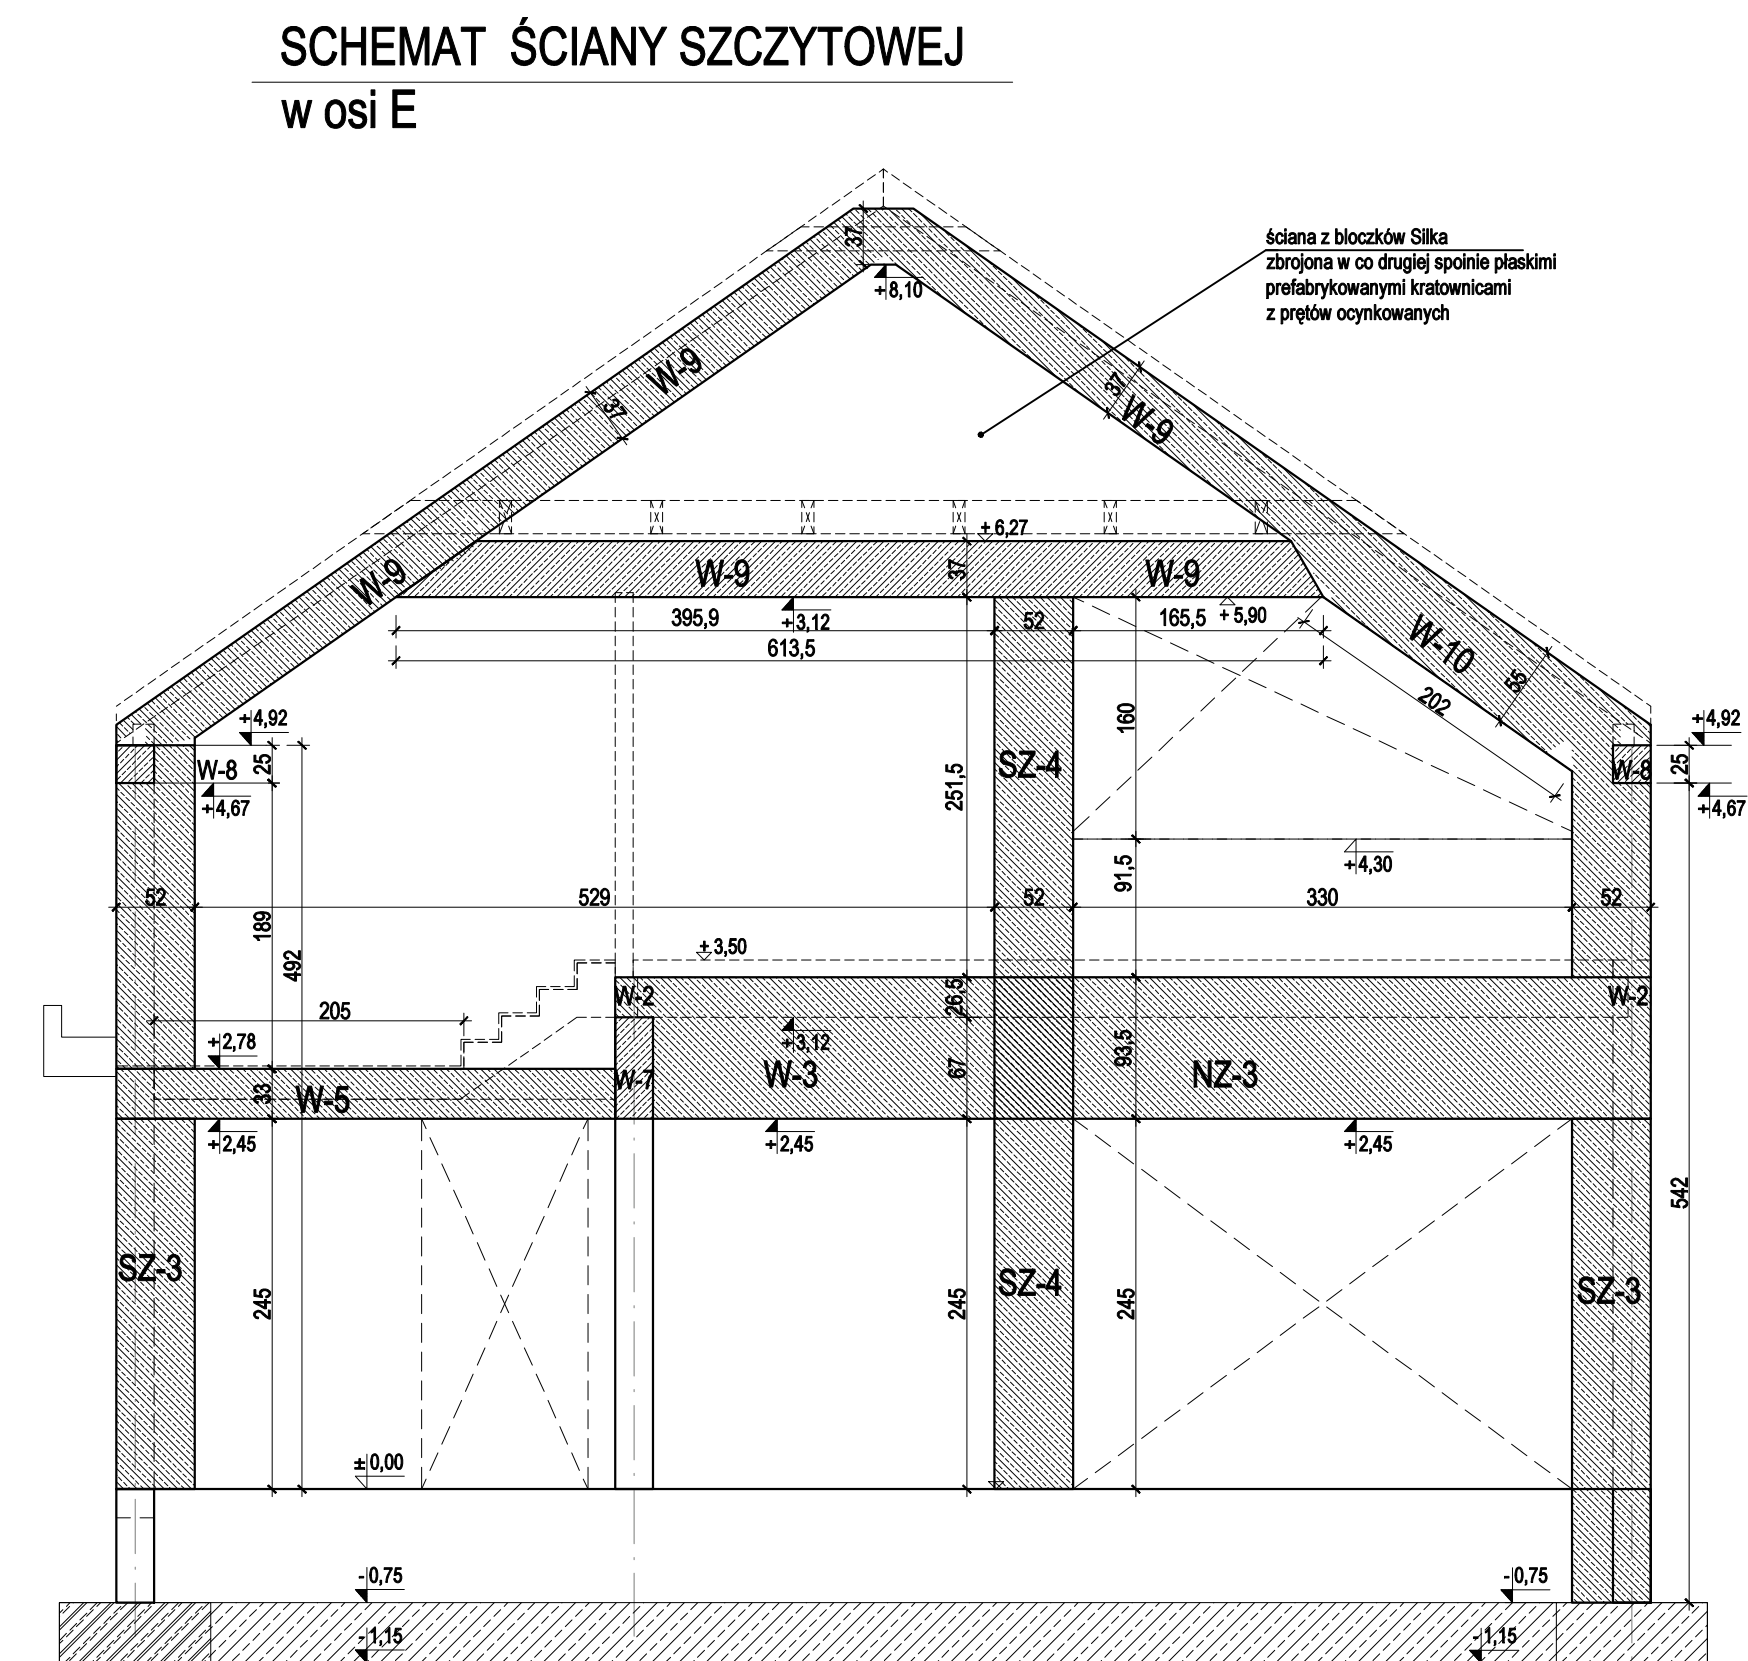 SCHEMAT ŚCIANY SZCZYTOWEJ
w osi E
ściana z bloczków Silka
zbrojona w co drugiej spoinie płaskimi
prefabrykowanymi kratownicami
z prętów ocynkowanych
37
+8,10
W-9
37
37
W-9
+6,27
W-9
W-9
37
W-9
395,9
+3,12
52
165,5
+5,90
613,5
W-10
55
202
160
+4,92
25
W-8
+4,67
SZ-4
251,5
+4,92
W-8
25
+4,67
+4,30
91,5
52
529
52
330
52
189
492
+3,50
205
W-2
26,5
W-2
+2,78
+3,12
93,5
33
W-5
W-7
W-3
67
NZ-3
+2,45
+2,45
+2,45
542
SZ-3
245
245
SZ-4
245
SZ-3
±0,00
-0,75
-0,75
-1,15
-1,15